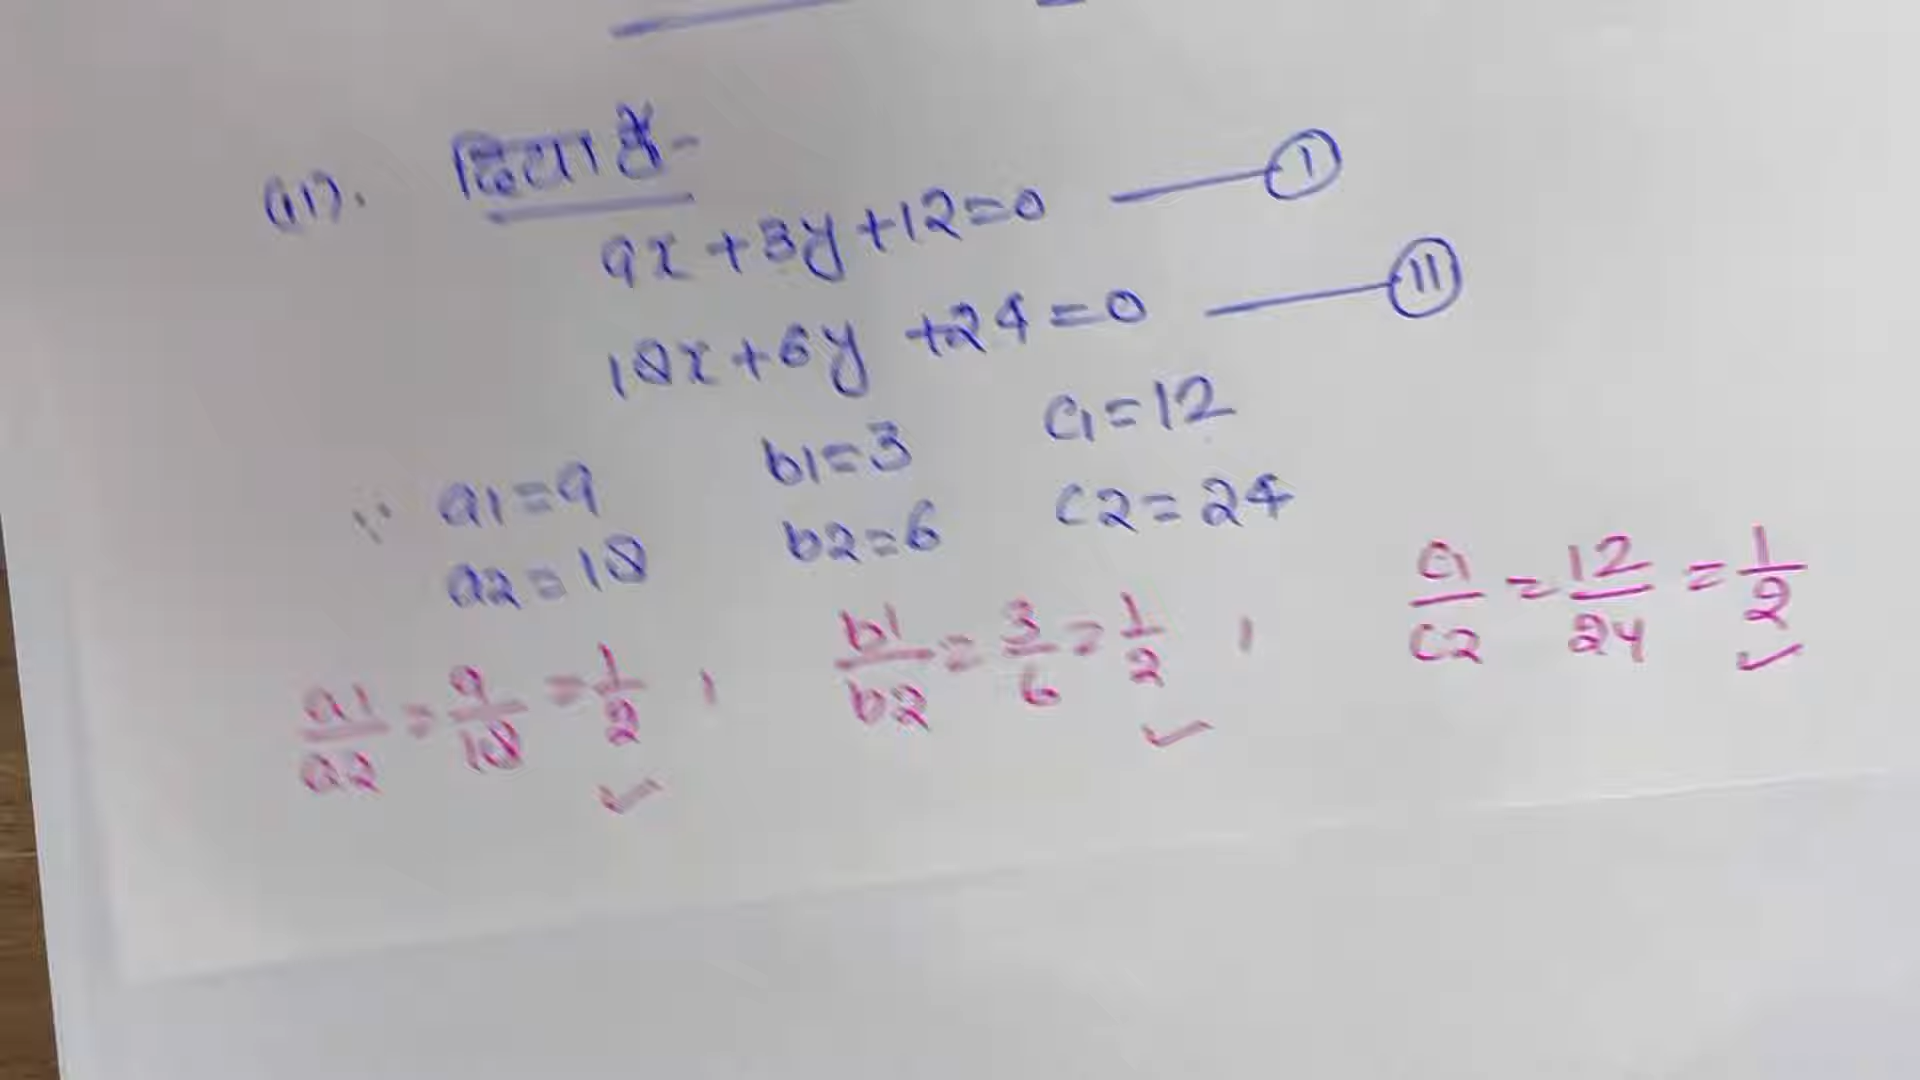 (ii). दिया है-
9x + 3y + 12 = 0 —— (I)
18x + 6y + 24 = 0 —— (II)
∵ a1 = 9 b1 = 3 c1 = 12
a2 = 18 b2 = 6 c2 = 24
a1/a2 = 9/18 = 1/2 , b1/b2 = 3/6 = 1/2 , c1/c2 = 12/24 = 1/2